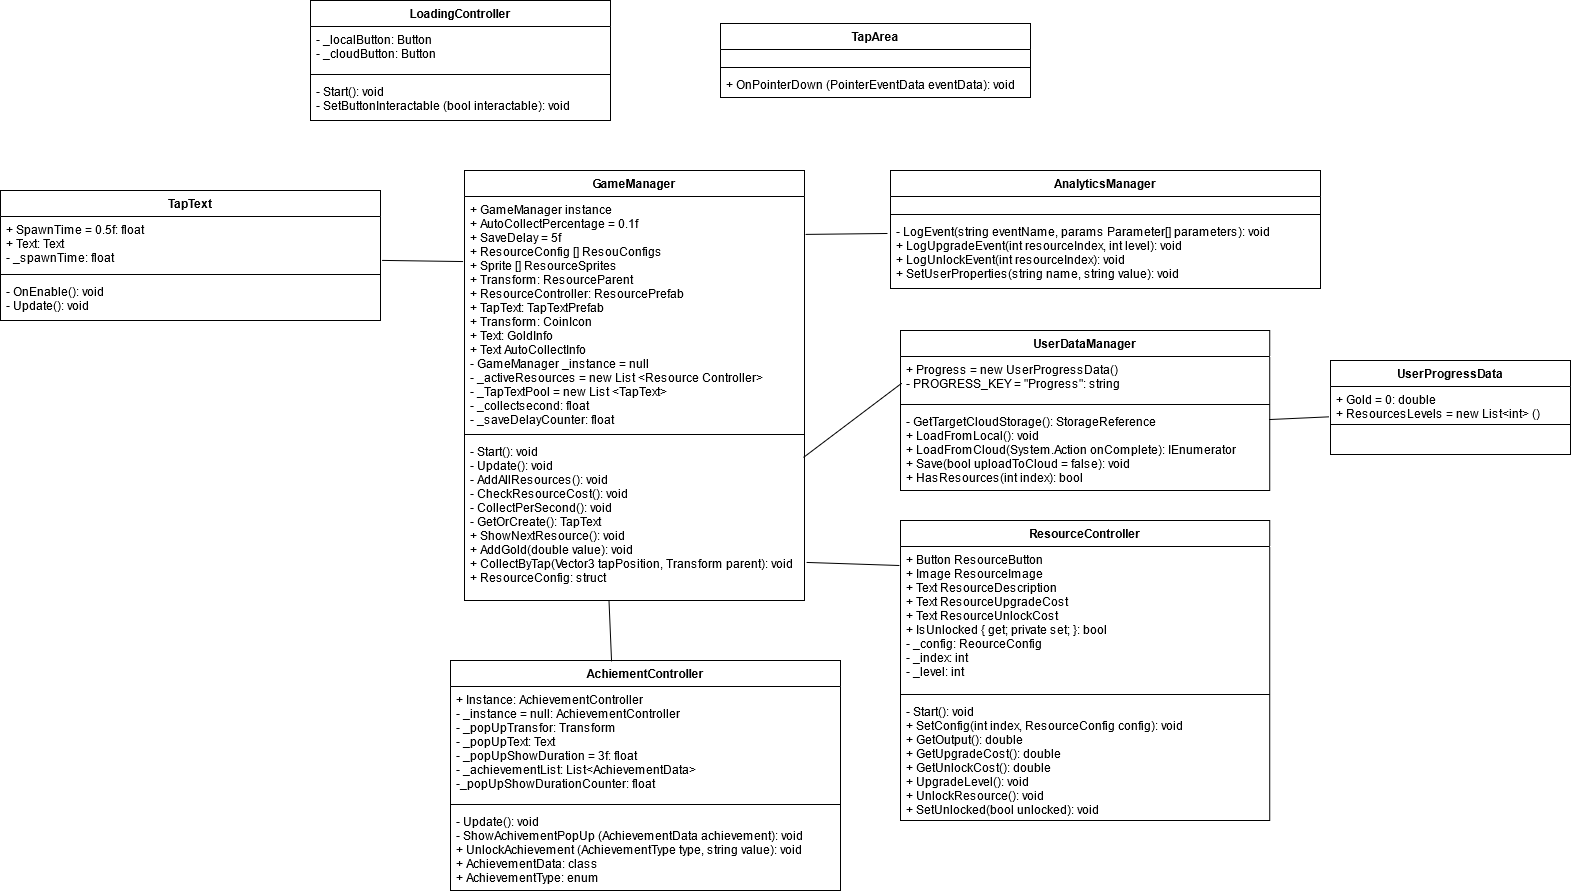 LoadingController
- _localButton: Button
- _cloudButton: Button
- Start(): void
- SetButtonInteractable (bool interactable): void
TapArea
+ OnPointerDown (PointerEventData eventData): void
TapText
+ SpawnTime = 0.5f: float
+ Text: Text
- _spawnTime: float
- OnEnable(): void
- Update(): void
GameManager
+ GameManager instance
+ AutoCollectPercentage = 0.1f
+ SaveDelay = 5f
+ ResourceConfig [] ResouConfigs
+ Sprite [] ResourceSprites
+ Transform: ResourceParent
+ ResourceController: ResourcePrefab
+ TapText: TapTextPrefab
+ Transform: CoinIcon
+ Text: GoldInfo
+ Text AutoCollectInfo
- GameManager _instance = null
- _activeResources = new List <Resource Controller>
- _TapTextPool = new List <TapText>
- _collectsecond: float
- _saveDelayCounter: float
- Start(): void
- Update(): void
- AddAllResources(): void
- CheckResourceCost(): void
- CollectPerSecond(): void
- GetOrCreate(): TapText
+ ShowNextResource(): void
+ AddGold(double value): void
+ CollectByTap(Vector3 tapPosition, Transform parent): void
+ ResourceConfig: struct
AnalyticsManager
- LogEvent(string eventName, params Parameter[] parameters): void
+ LogUpgradeEvent(int resourceIndex, int level): void
+ LogUnlockEvent(int resourceIndex): void
+ SetUserProperties(string name, string value): void
UserDataManager
+ Progress = new UserProgressData()
- PROGRESS_KEY = "Progress": string
- GetTargetCloudStorage(): StorageReference
+ LoadFromLocal(): void
+ LoadFromCloud(System.Action onComplete): IEnumerator
+ Save(bool uploadToCloud = false): void
+ HasResources(int index): bool
UserProgressData
+ Gold = 0: double
+ ResourcesLevels = new List<int> ()
ResourceController
+ Button ResourceButton
+ Image ResourceImage
+ Text ResourceDescription
+ Text ResourceUpgradeCost
+ Text ResourceUnlockCost
+ IsUnlocked { get; private set; }: bool
- _config: ReourceConfig
- _index: int
- _level: int
- Start(): void
+ SetConfig(int index, ResourceConfig config): void
+ GetOutput(): double
+ GetUpgradeCost(): double
+ GetUnlockCost(): double
+ UpgradeLevel(): void
+ UnlockResource(): void
+ SetUnlocked(bool unlocked): void
AchiementController
+ Instance: AchievementController
- _instance = null: AchievementController
- _popUpTransfor: Transform
- _popUpText: Text
- _popUpShowDuration = 3f: float
- _achievementList: List<AchievementData>
-_popUpShowDurationCounter: float
- Update(): void
- ShowAchivementPopUp (AchievementData achievement): void
+ UnlockAchievement (AchievementType type, string value): void
+ AchievementData: class
+ AchievementType: enum